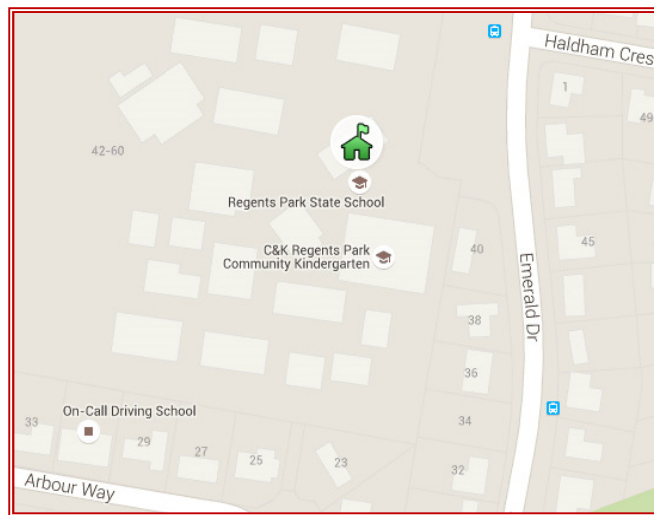 Haldham Cres
1
49
42-60
Regents Park State School
C&K Regents Park
Community Kindergarten
40
45
Emerald Dr
38
36
On-Call Driving School
33
29
34
27
25
23
32
Arbour Way